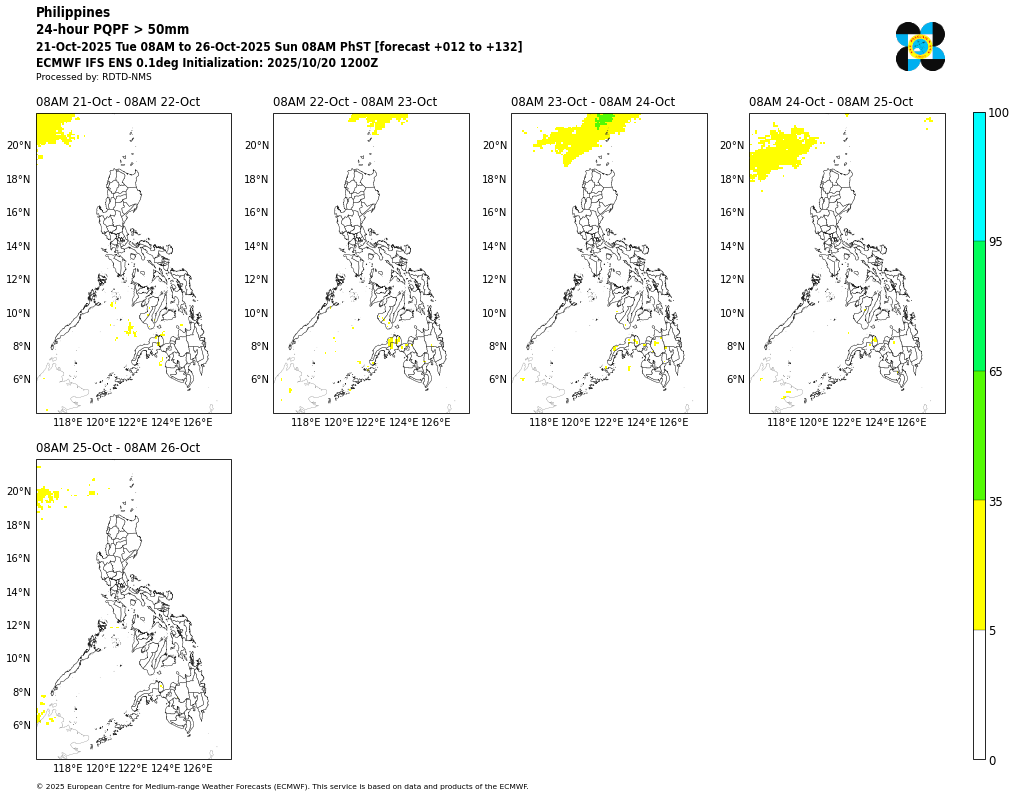 Philippines
24-hour PQPF > 50mm
21-Oct-2025 Tue 08AM to 26-Oct-2025 Sun 08AM PhST [forecast +012 to +132]
ECMWF IFS ENS 0.1deg Initialization: 2025/10/20 1200Z
Processed by: RDTD-NMS
08AM 21-Oct - 08AM 22-Oct
08AM 22-Oct - 08AM 23-Oct
08AM 23-Oct - 08AM 24-Oct
08AM 24-Oct - 08AM 25-Oct
20°N 20°N 20°N 20°N
18°N 18°N 18°N 18°N
16°N 16°N 16°N 16°N
14°N 14°N 14°N 14°N
12°N 12°N 12°N 12°N
10°N 10°N 10°N 10°N
8°N 8°N 8°N 8°N
6°N 6°N 6°N 6°N
118°E 120°E 122°E 124°E 126°E 118°E 120°E 122°E 124°E 126°E 118°E 120°E 122°E 124°E 126°E 118°E 120°E 122°E 124°E 126°E
100
95
65
35
5
0
08AM 25-Oct - 08AM 26-Oct
20°N
18°N
16°N
14°N
12°N
10°N
8°N
6°N
118°E 120°E 122°E 124°E 126°E
© 2025 European Centre for Medium-range Weather Forecasts (ECMWF). This service is based on data and products of the ECMWF.